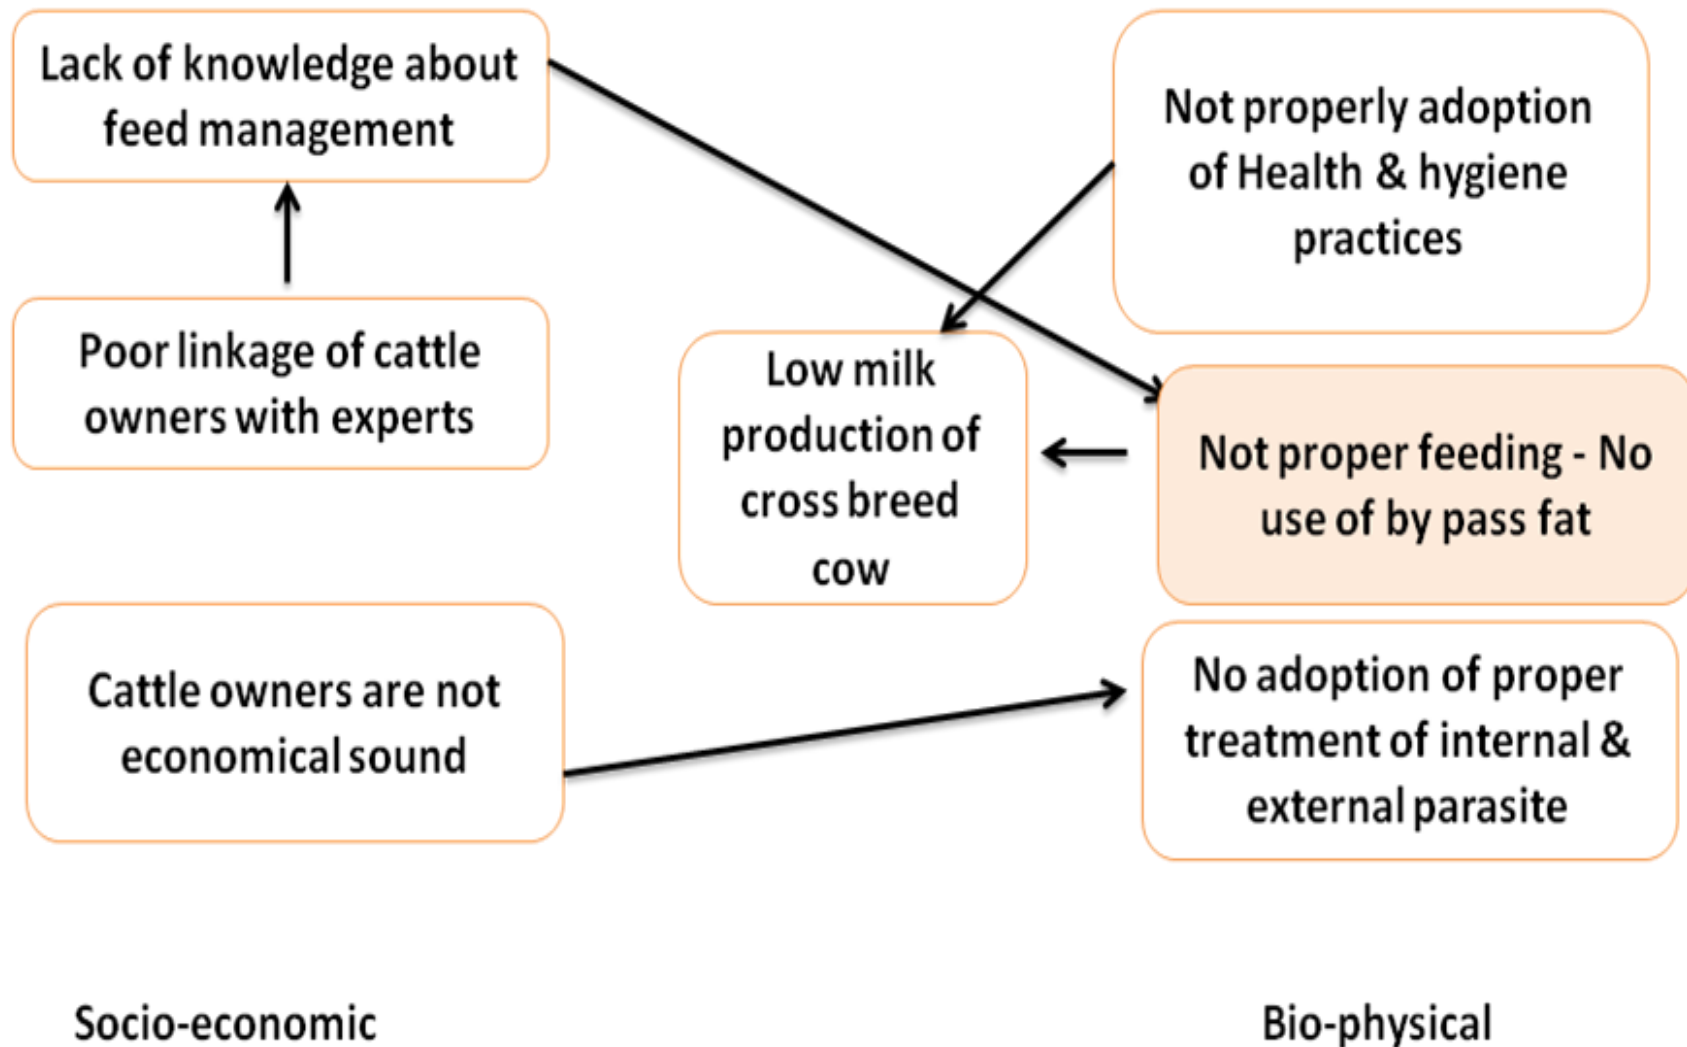 Lack of knowledge about
feed management
Not properly adoption
of Health & hygiene
practices
Poor linkage of cattle
owners with experts
Low milk
production of
cross breed
cow
Not proper feeding - No
use of by pass fat
Cattle owners are not
economical sound
No adoption of proper
treatment of internal &
external parasite
Socio-economic
Bio-physical